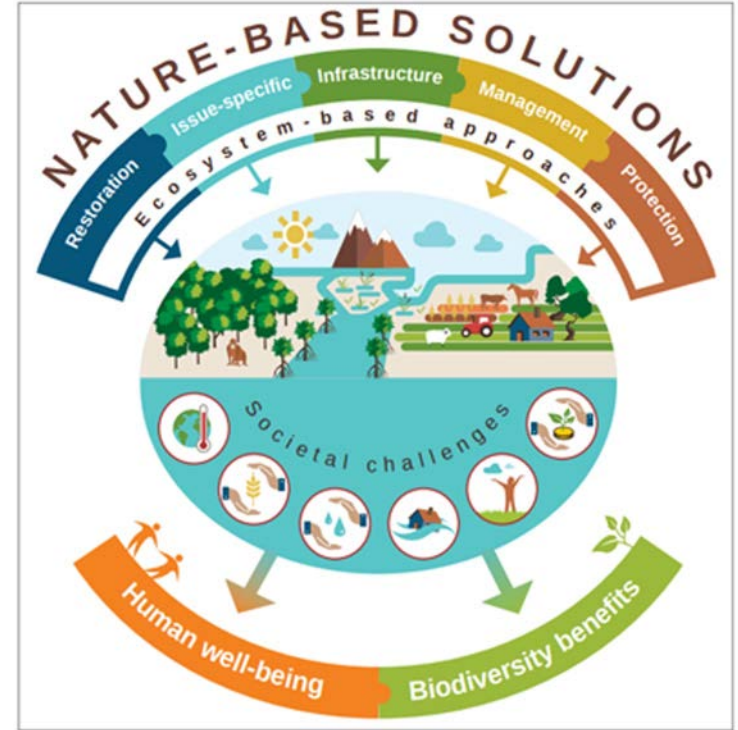 NATURE-BASED SOLUTIONS
Restoration
Issue-specific
Infrastructure
Management
Protection
Ecosystem-based approaches
Societal challenges
Human well-being
Biodiversity benefits